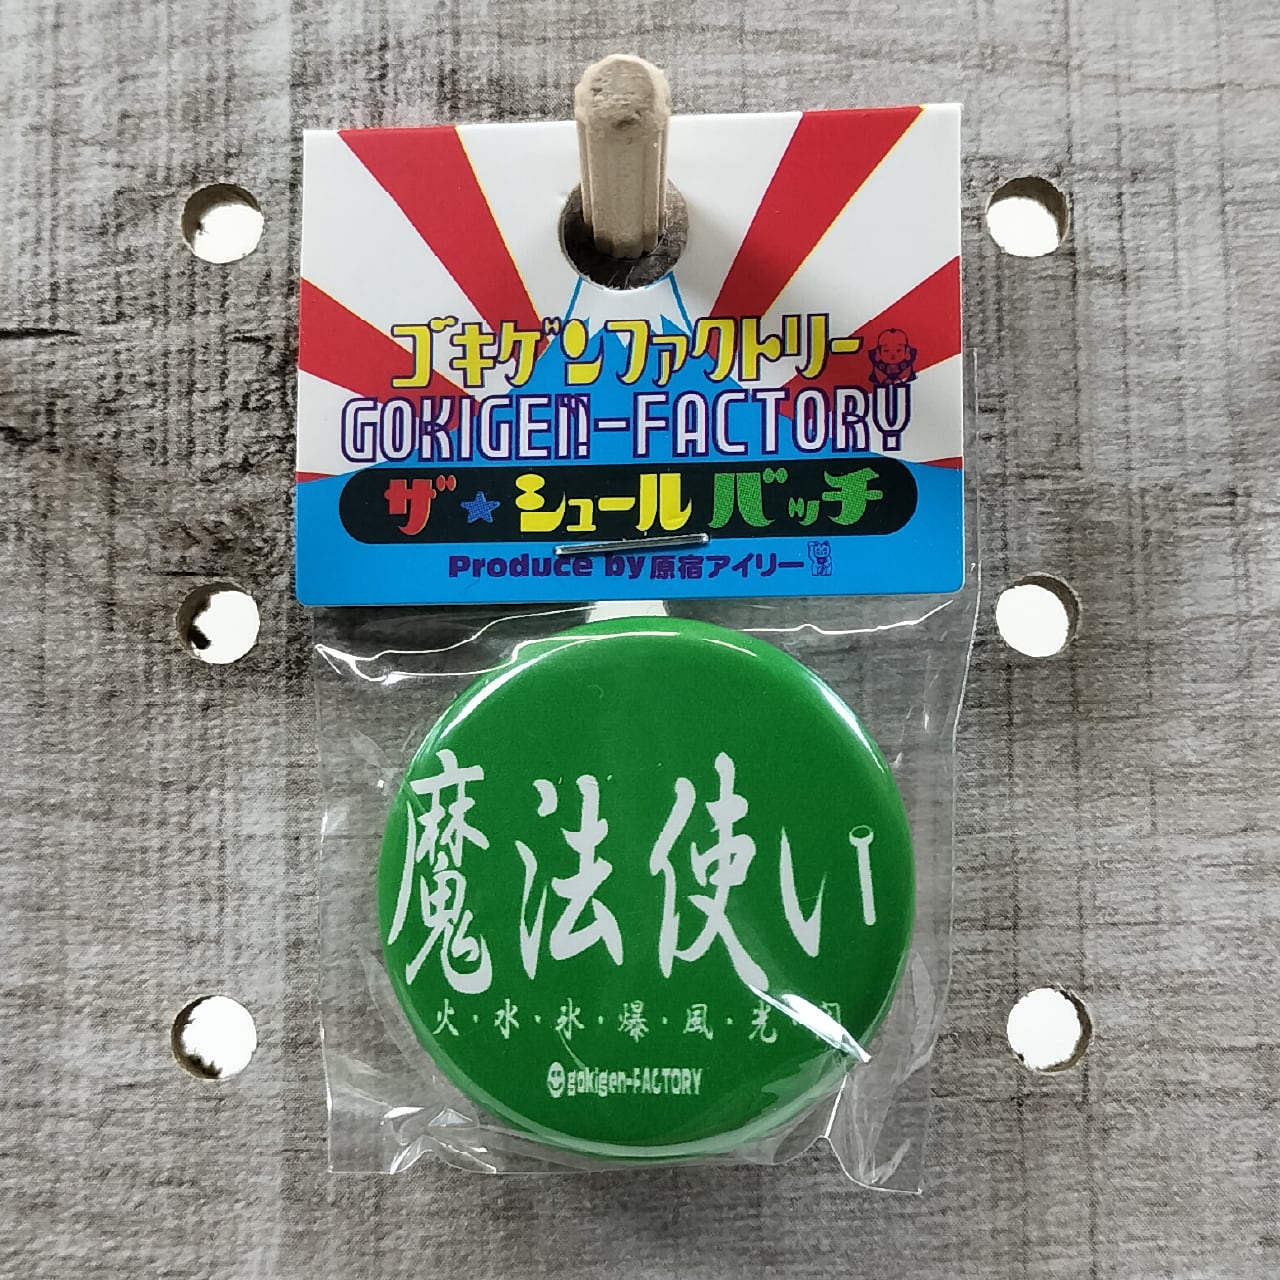 ゴキゲンファクトリー
GOKIGEN-FACTORY
ザ★シュールバッチ
Produce by 原宿アイリー
魔法使い
火・水・氷・爆・風・光・闇
gokigen-FACTORY